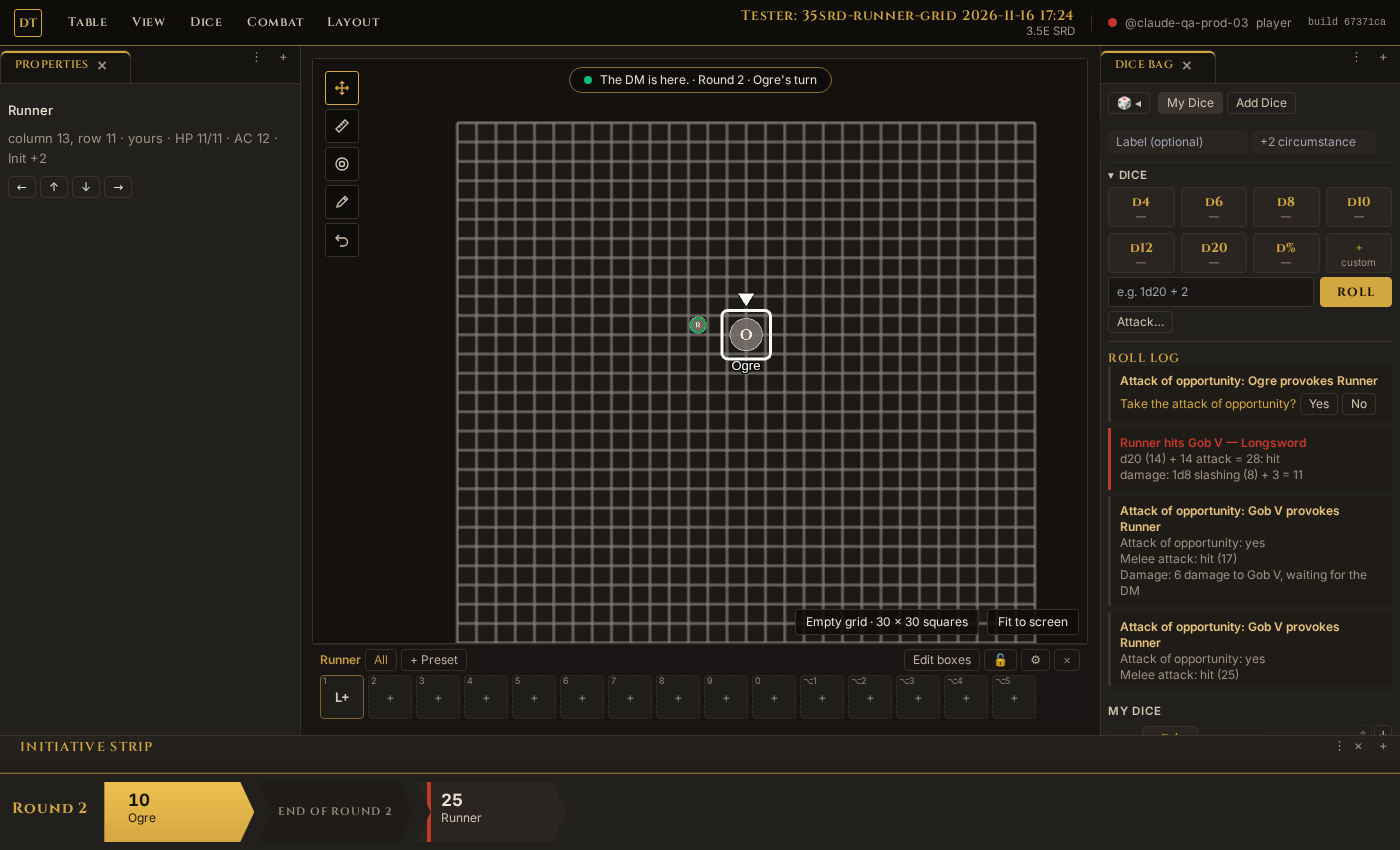 DT
Table View Dice Combat Layout
Tester: 35srd-runner-grid 2026-11-16 17:24
3.5E SRD
@claude-qa-prod-03 player
build 67371ca
Properties
Runner
column 13, row 11 · yours · HP 11/11 · AC 12 ·
Init +2
The DM is here. · Round 2 · Ogre's turn
R
O
Ogre
Empty grid · 30 × 30 squares
Fit to screen
Runner All + Preset
Edit boxes
1 2 3 4 5 6 7 8 9 0 ⌥1 ⌥2 ⌥3 ⌥4 ⌥5
L+ + + + + + + + + + + + + + +
Dice Bag
My Dice Add Dice
Label (optional) +2 circumstance
▾ DICE
D4 D6 D8 D10
— — — —
D12 D20 D% +
— — — custom
e.g. 1d20 + 2 ROLL
Attack...
Roll Log
Attack of opportunity: Ogre provokes Runner
Take the attack of opportunity? Yes No
Runner hits Gob V — Longsword
d20 (14) + 14 attack = 28: hit
damage: 1d8 slashing (8) + 3 = 11
Attack of opportunity: Gob V provokes
Runner
Attack of opportunity: yes
Melee attack: hit (17)
Damage: 6 damage to Gob V, waiting for the
DM
Attack of opportunity: Gob V provokes
Runner
Attack of opportunity: yes
Melee attack: hit (25)
MY DICE
Initiative Strip
Round 2
10
Ogre
End of Round 2
25
Runner